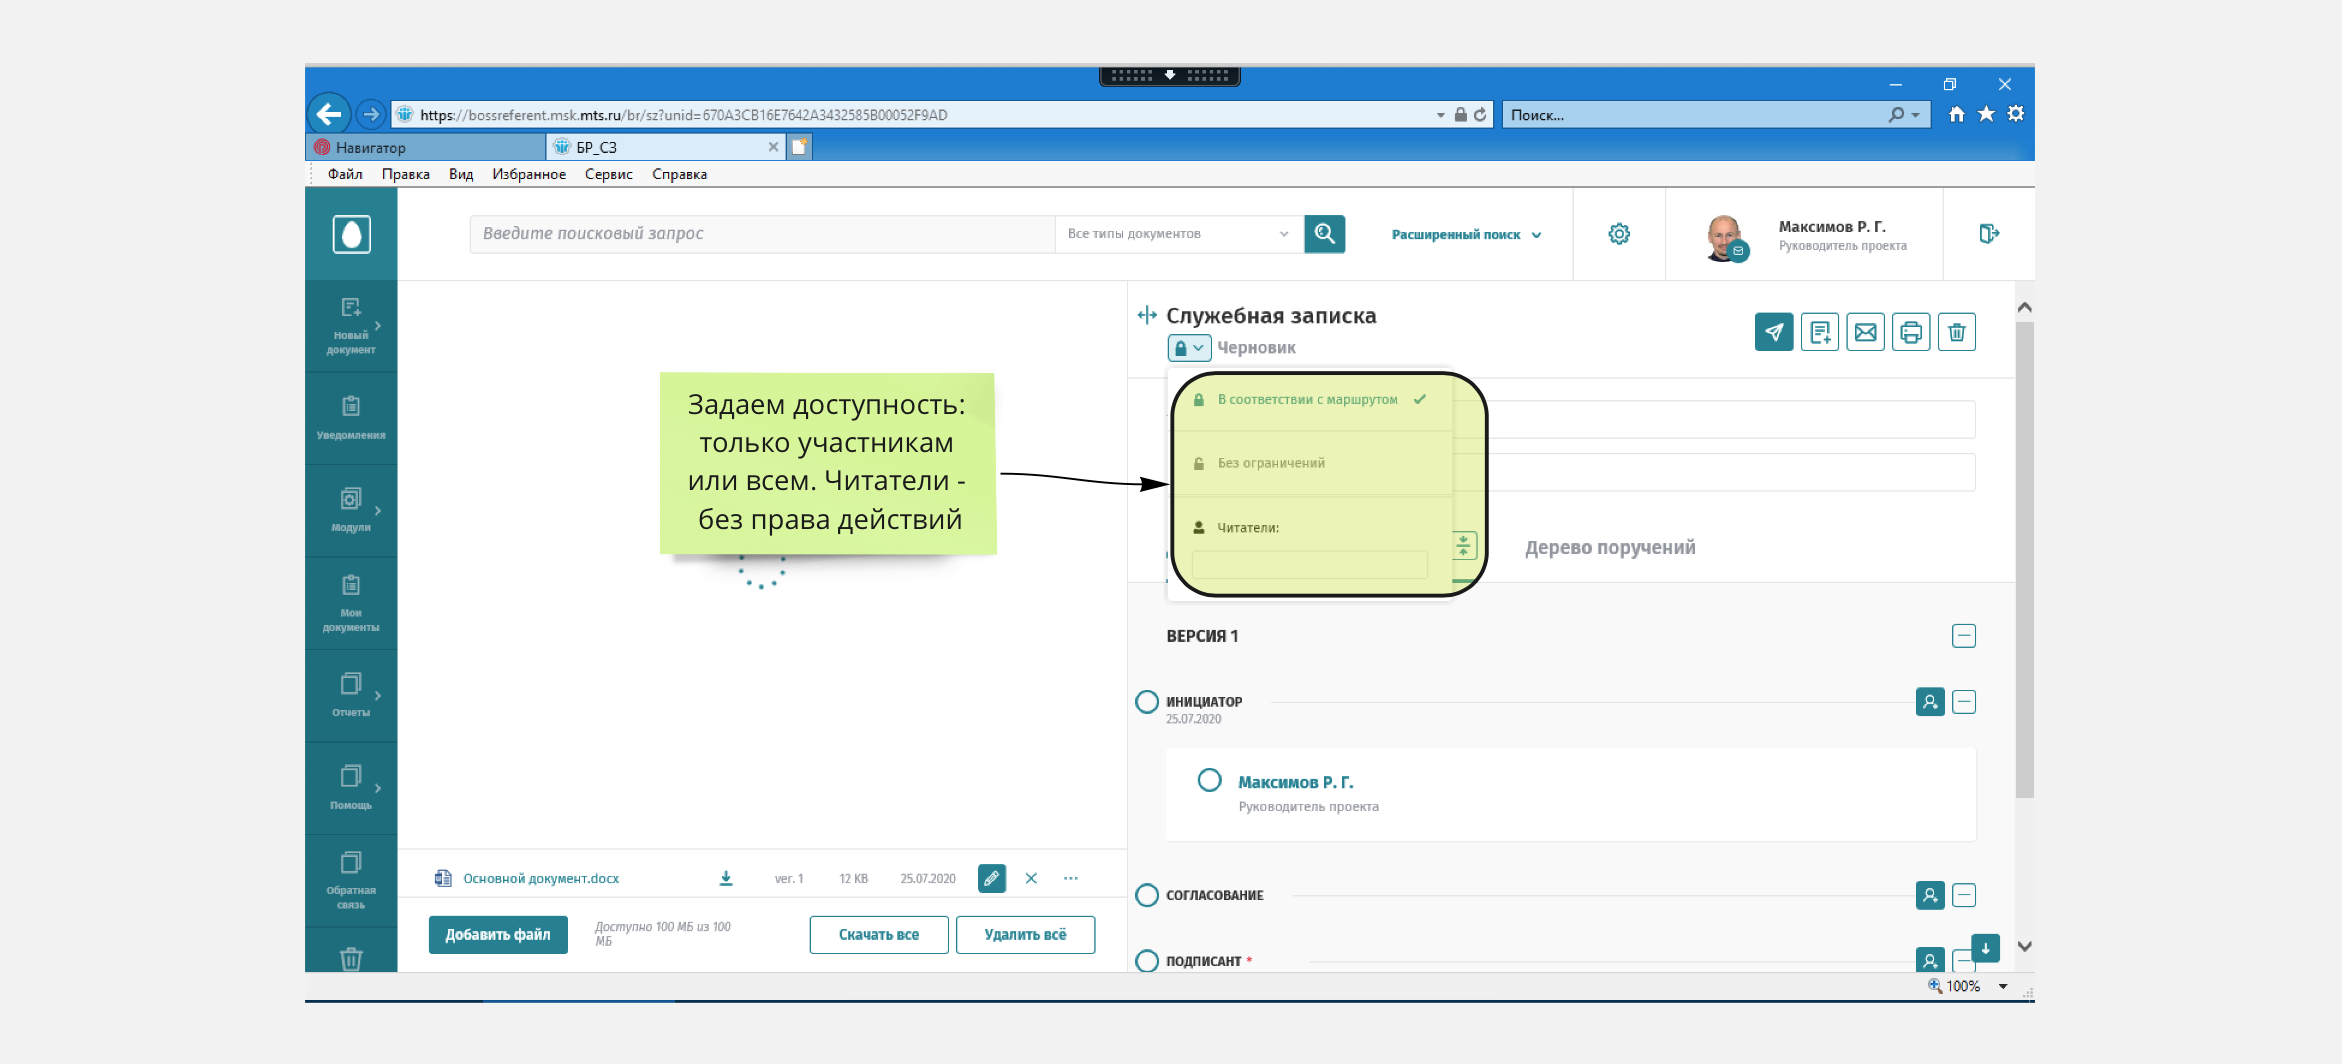 https://bossreferent.msk.mts.ru/br/sz?unid=670A3CB16E7642A3432585B00052F9AD
Поиск...
Навигатор
БР_СЗ
Файл Правка Вид Избранное Сервис Справка
Введите поисковый запрос
Все типы документов
Расширенный поиск
Максимов Р. Г.
Руководитель проекта
Новый
документ
Уведомления
Модули
Мои
документы
Отчеты
Помощь
Обратная
связь
Задаем доступность:
только участникам
или всем. Читатели -
без права действий
Основной документ.docx ver. 1 12 KB 25.07.2020
Добавить файл
Доступно 100 МБ из 100
МБ
Скачать все
Удалить всё
Служебная записка
Черновик
В соответствии с маршрутом
Без ограничений
Читатели:
Дерево поручений
ВЕРСИЯ 1
ИНИЦИАТОР
25.07.2020
Максимов Р. Г.
Руководитель проекта
СОГЛАСОВАНИЕ
ПОДПИСАНТ *
100%